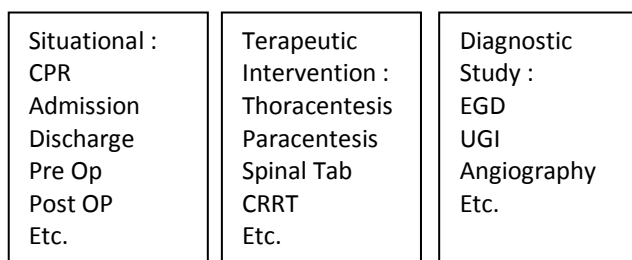 Situational :
CPR
Admission
Discharge
Pre Op
Post OP
Etc.
Terapeutic
Intervention :
Thoracentesis
Paracentesis
Spinal Tab
CRRT
Etc.
Diagnostic
Study :
EGD
UGI
Angiography
Etc.